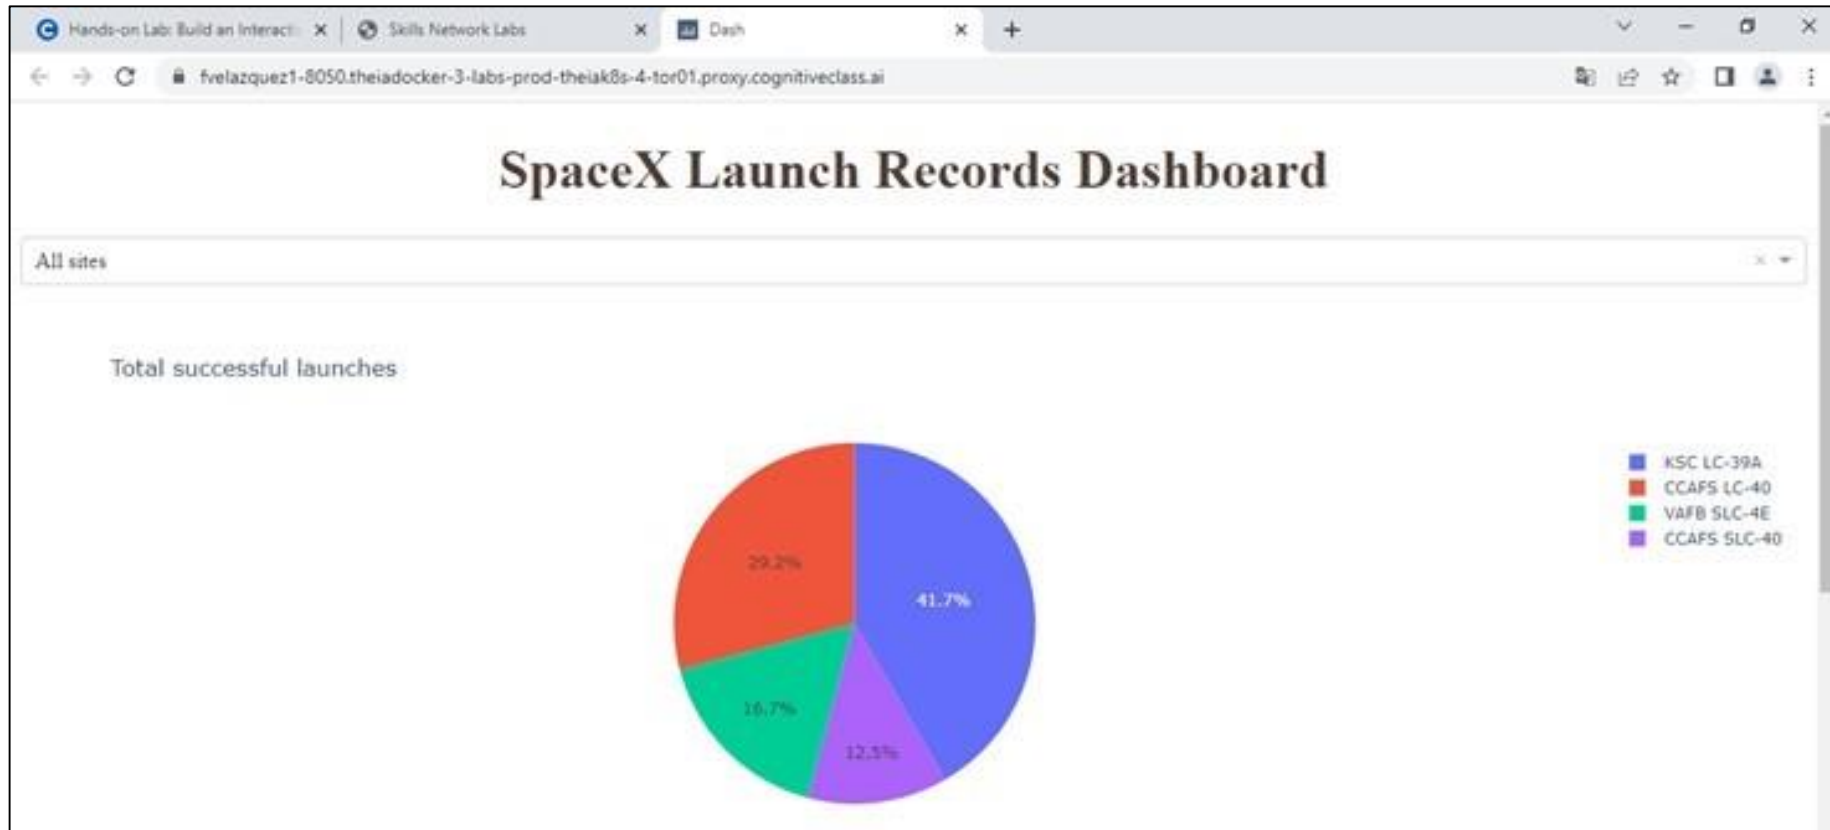 Hands-on Lab: Build an Interacti
Skills Network Labs
Dash
fvelazquez1-8050.theiadocker-3-labs-prod-theiak8s-4-tor01.proxy.cognitiveclass.ai
SpaceX Launch Records Dashboard
All sites
Total successful launches
KSC LC-39A
CCAFS LC-40
VAFB SLC-4E
CCAFS SLC-40
29.2%
41.7%
16.7%
12.5%